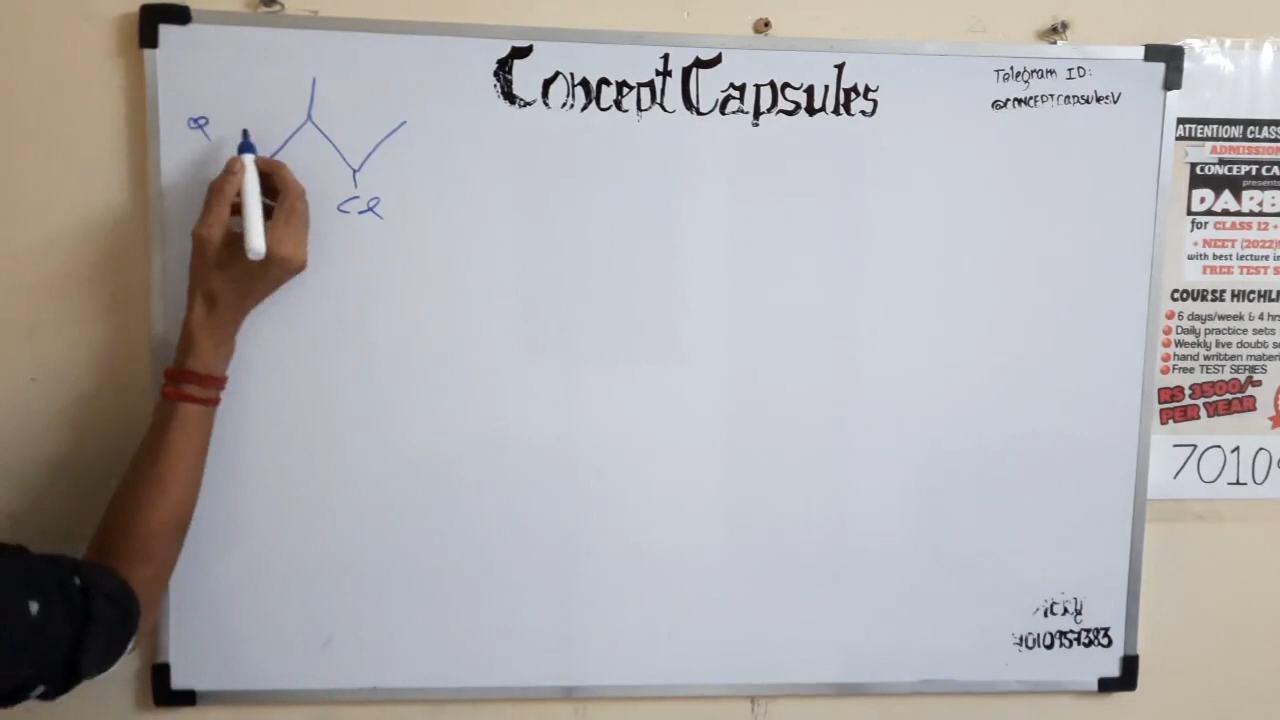 Concept Capsules
Telegram ID:
@CONCEPTcapsulesV
Q
Cl
ATTENTION! CLASS
ADMISSION
CONCEPT CA
presents
DARB
for CLASS 12 +
+ NEET (2022)
with best lecture in
FREE TEST S
COURSE HIGHLI
6 days/week & 4 hrs
Daily practice sets
Weekly live doubt s
hand written materi
Free TEST SERIES
RS 3500/-
PER YEAR
7010
7010957383